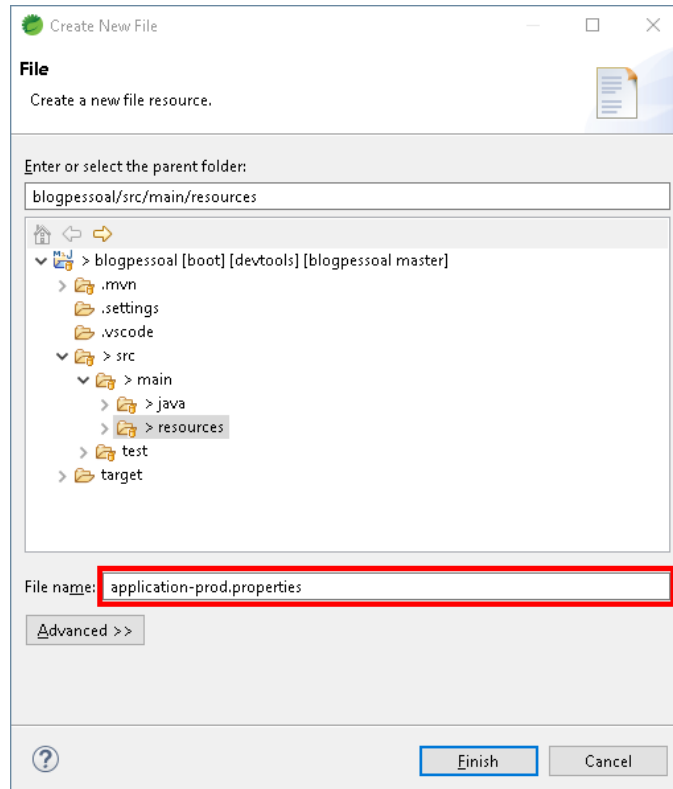 Create New File
File
Create a new file resource.
Enter or select the parent folder:
blogpessoal/src/main/resources
> blogpessoal [boot] [devtools] [blogpessoal master]
.mvn
.settings
.vscode
> src
> main
> java
> resources
test
target
File name: application-prod.properties
Advanced >>
Finish Cancel